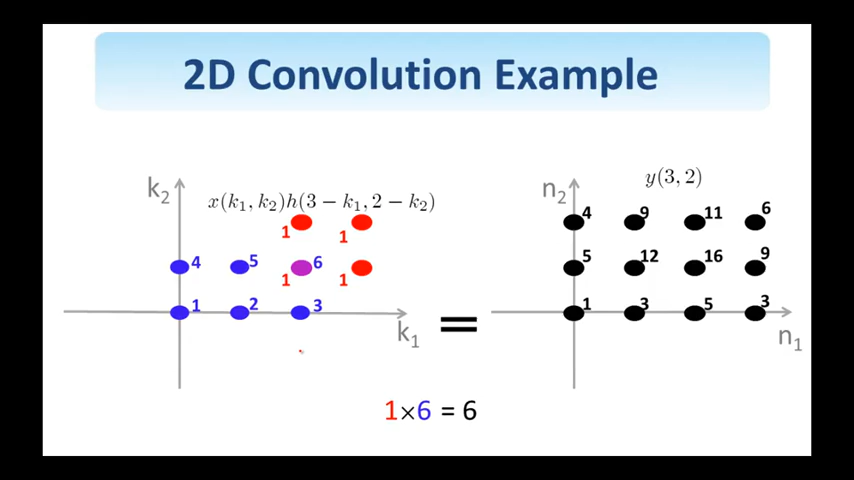 2D Convolution Example
k₂
x(k₁, k₂)h(3 − k₁, 2 − k₂)
1 1
4 5 6
1 1
1 2 3
k₁
=
n₂
y(3, 2)
4 9 11 6
5 12 16 9
1 3 5 3
n₁
1×6 = 6